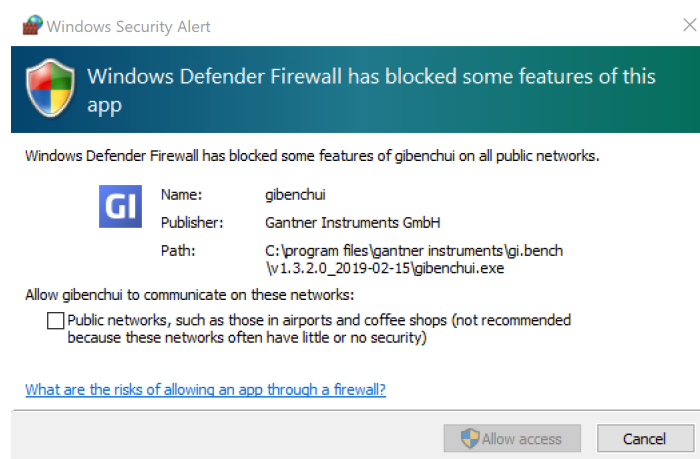 Windows Security Alert
Windows Defender Firewall has blocked some features of this
app
Windows Defender Firewall has blocked some features of gibenchui on all public networks.
GI
Name: gibenchui
Publisher: Gantner Instruments GmbH
Path: C:\program files\gantner instruments\gi.bench
\v1.3.2.0_2019-02-15\gibenchui.exe
Allow gibenchui to communicate on these networks:
Public networks, such as those in airports and coffee shops (not recommended
because these networks often have little or no security)
What are the risks of allowing an app through a firewall?
Allow access Cancel